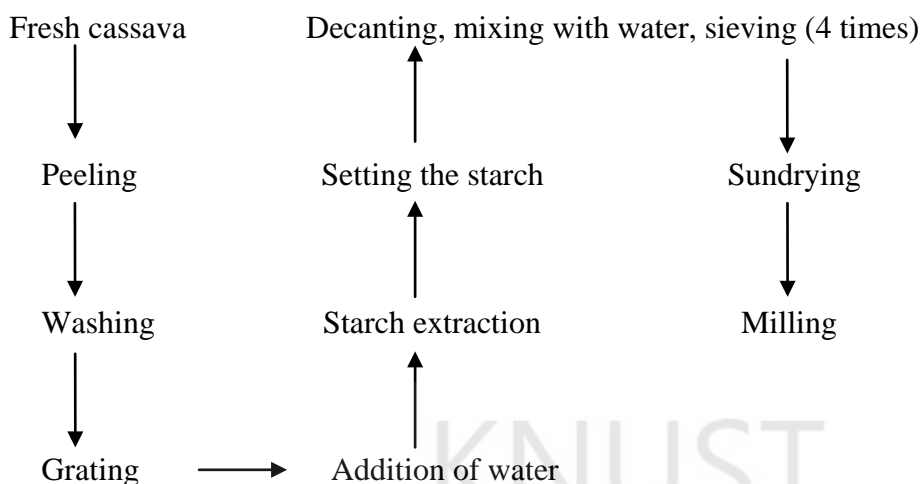 Fresh cassava
Decanting, mixing with water, sieving (4 times)
Peeling
Setting the starch
Sundrying
Washing
Starch extraction
Milling
Grating
Addition of water
KNUST